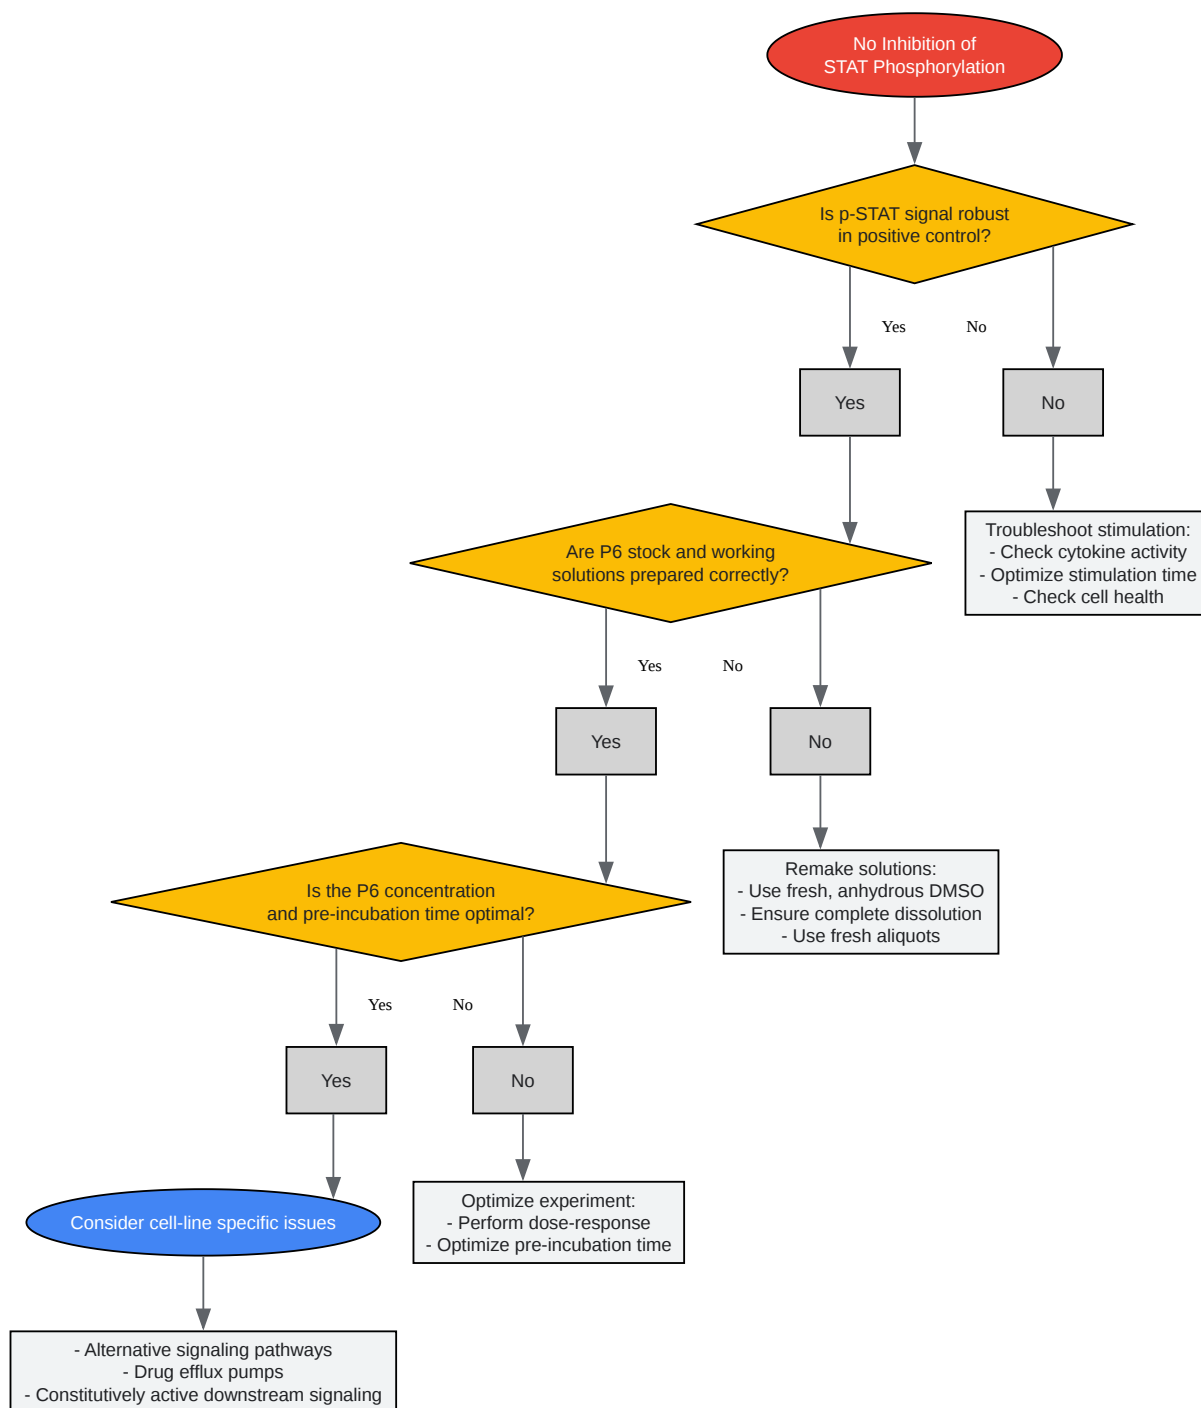 No Inhibition of
STAT Phosphorylation
Is p-STAT signal robust
in positive control?
Yes
No
Yes
No
Troubleshoot stimulation:
- Check cytokine activity
- Optimize stimulation time
- Check cell health
Are P6 stock and working
solutions prepared correctly?
Yes
No
Yes
No
Remake solutions:
- Use fresh, anhydrous DMSO
- Ensure complete dissolution
- Use fresh aliquots
Is the P6 concentration
and pre-incubation time optimal?
Yes
No
Yes
No
Optimize experiment:
- Perform dose-response
- Optimize pre-incubation time
Consider cell-line specific issues
- Alternative signaling pathways
- Drug efflux pumps
- Constitutively active downstream signaling